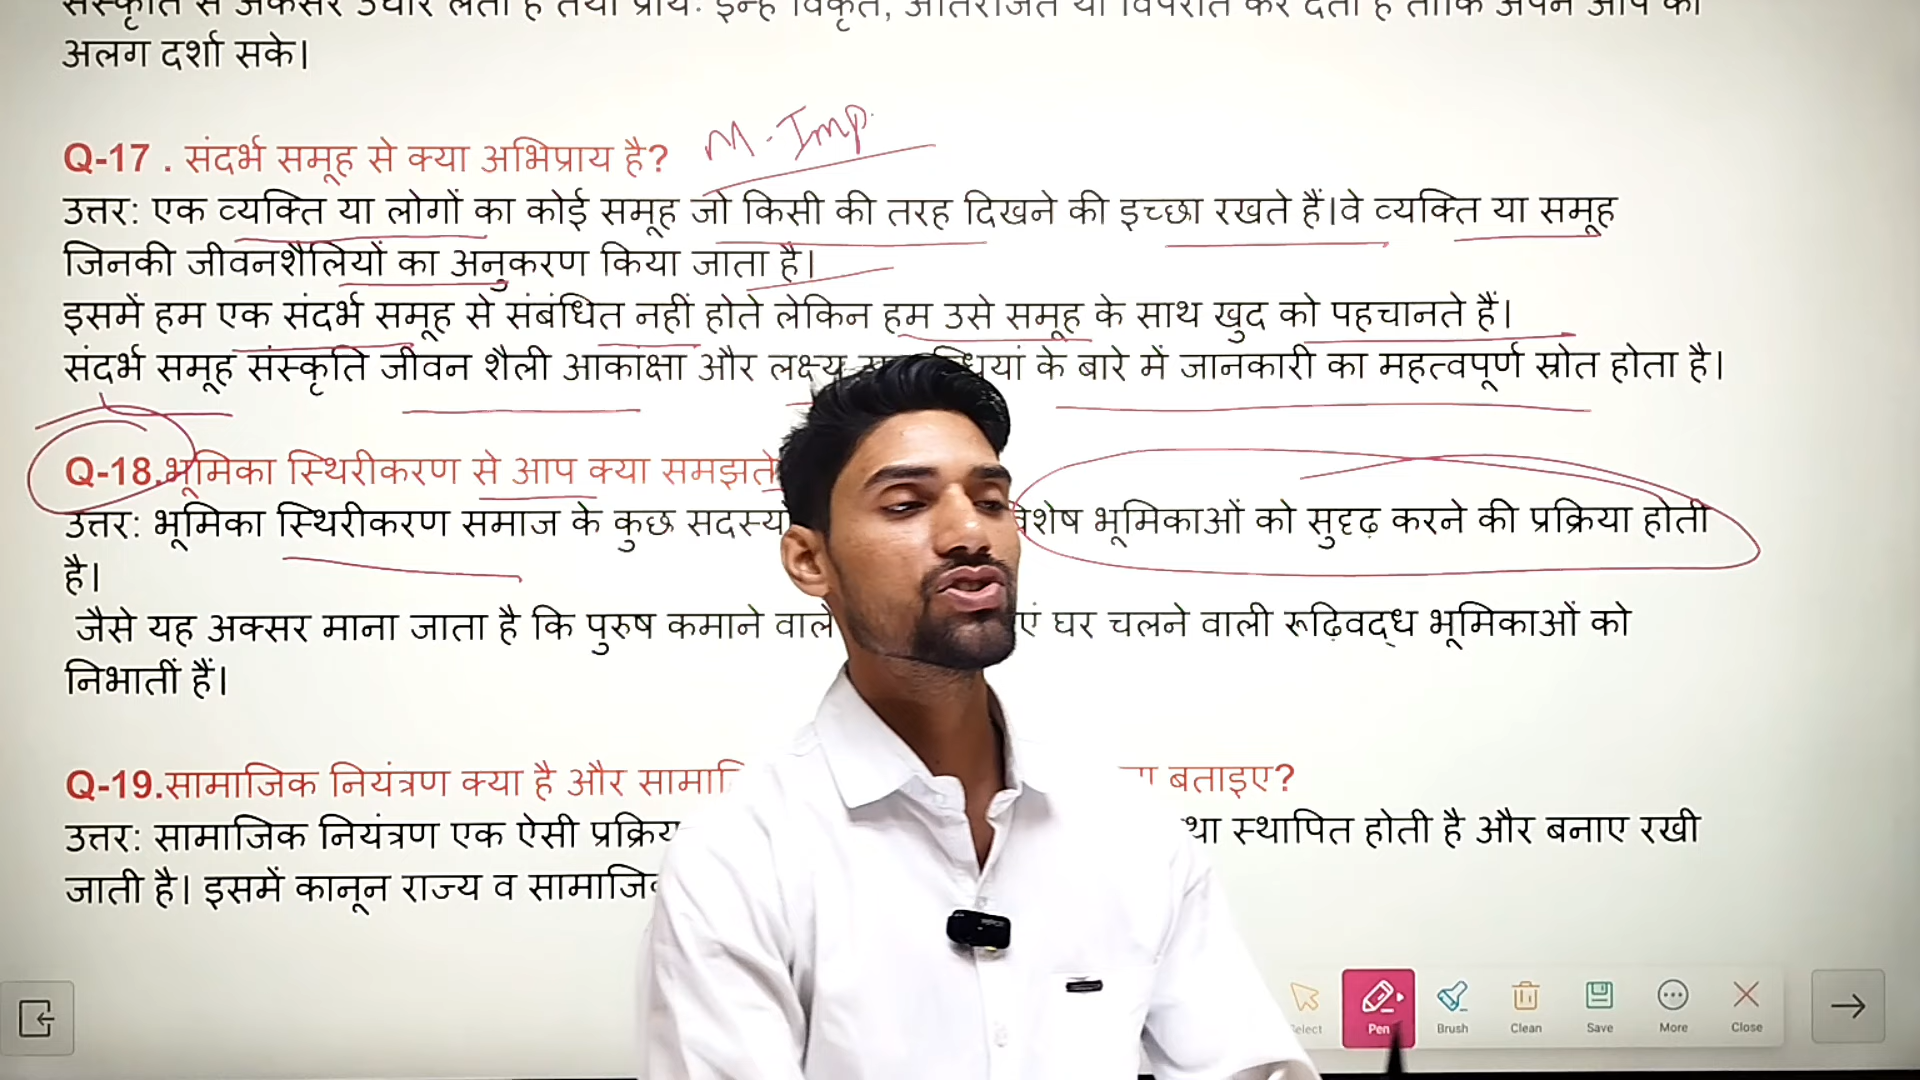 अलग दर्शा सके।
M. Imp.
Q-17 . संदर्भ समूह से क्या अभिप्राय है?
उत्तर: एक व्यक्ति या लोगों का कोई समूह जो किसी की तरह दिखने की इच्छा रखते हैं।वे व्यक्ति या समूह
जिनकी जीवनशैलियों का अनुकरण किया जाता है।
इसमें हम एक संदर्भ समूह से संबंधित नहीं होते लेकिन हम उसे समूह के साथ खुद को पहचानते हैं।
संदर्भ समूह संस्कृति जीवन शैली आकांक्षा और लक्ष्य के बारे में जानकारी का महत्वपूर्ण स्रोत होता है।
Q-18.भूमिका स्थिरीकरण से आप क्या समझते
उत्तर: भूमिका स्थिरीकरण समाज के कुछ भूमिकाओं को सुदृढ़ करने की प्रक्रिया होती
है।
जैसे यह अक्सर माना जाता है कि पुरुष कमाने वाले घर चलने वाली रूढ़िवद्ध भूमिकाओं को
निभातीं हैं।
Q-19.सामाजिक नियंत्रण क्या है और बताइए?
उत्तर: सामाजिक नियंत्रण एक ऐसी स्थापित होती है और बनाए रखी
जाती है। इसमें कानून राज्य व
Pen Brush Clean Save More Close